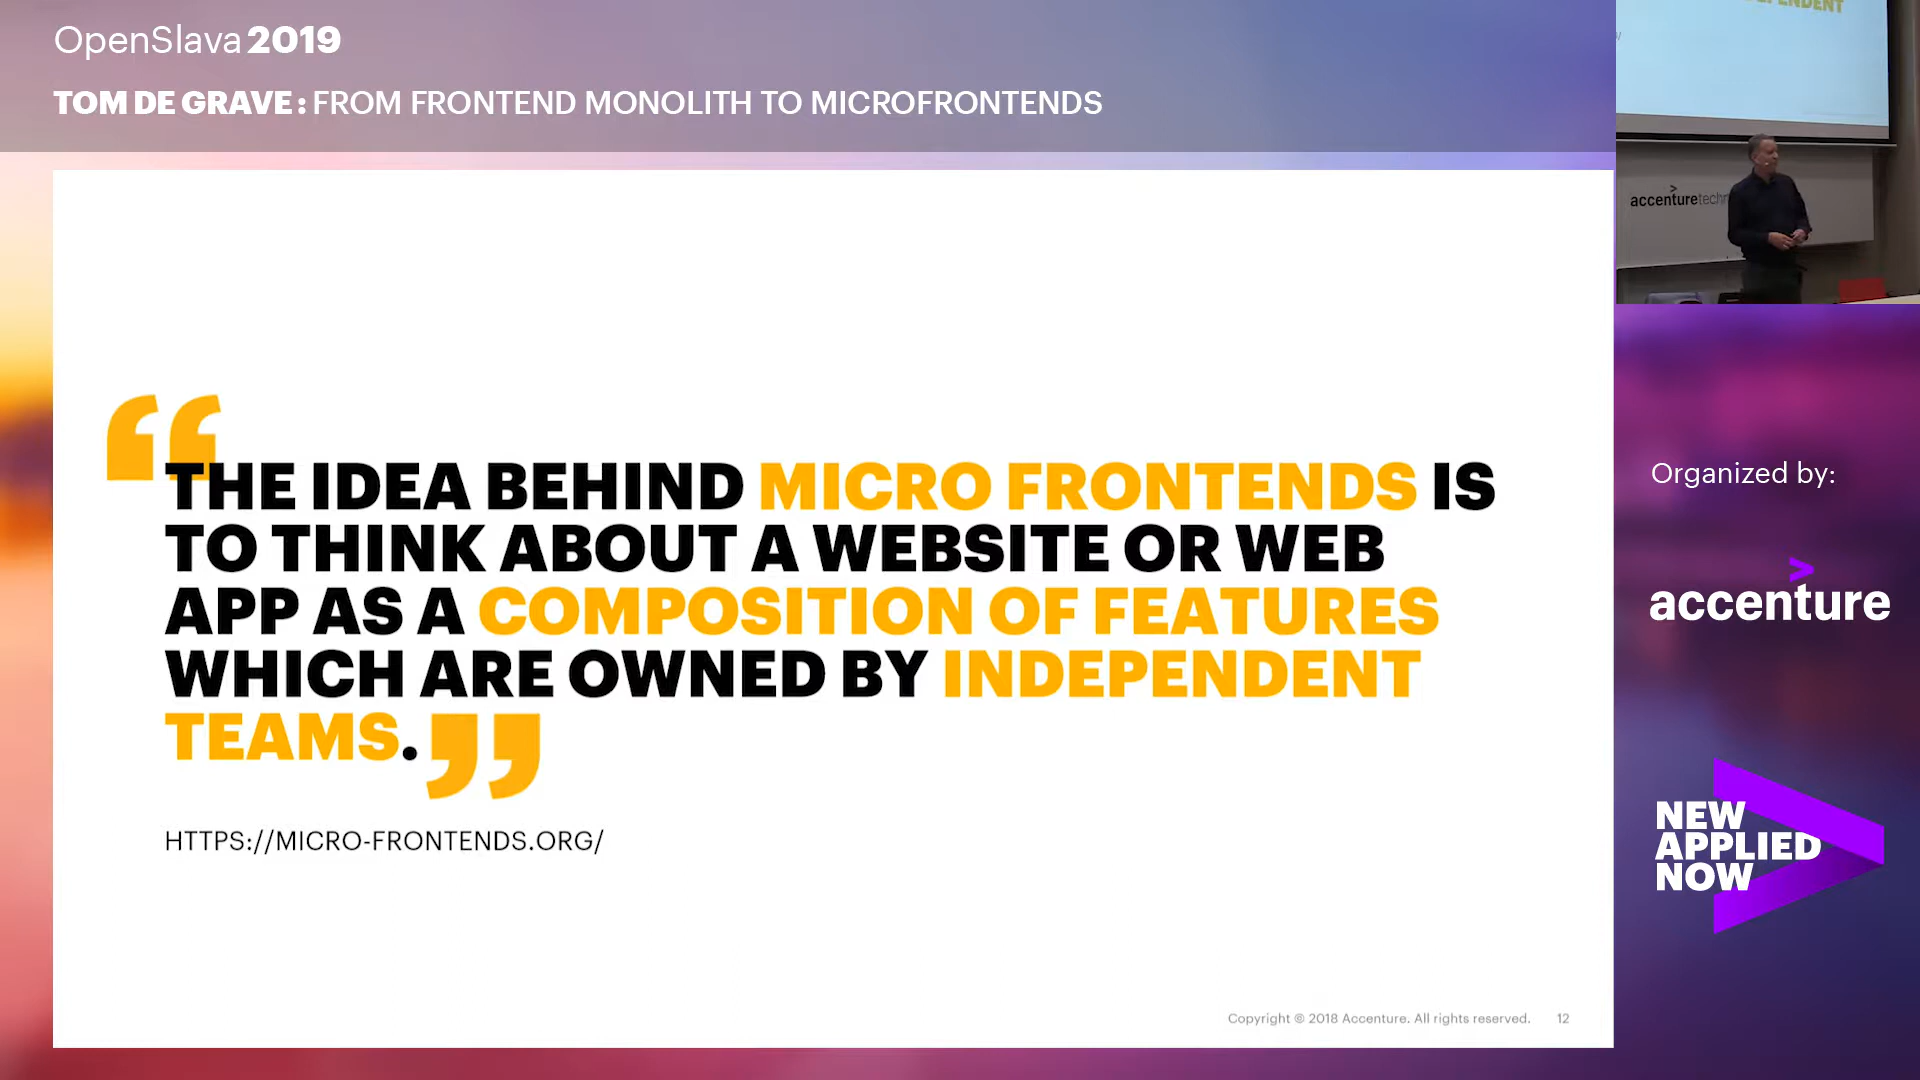 OpenSlava 2019
TOM DE GRAVE: FROM FRONTEND MONOLITH TO MICROFRONTENDS
THE IDEA BEHIND MICRO FRONTENDS IS
TO THINK ABOUT A WEBSITE OR WEB
APP AS A COMPOSITION OF FEATURES
WHICH ARE OWNED BY INDEPENDENT
TEAMS.
HTTPS://MICRO-FRONTENDS.ORG/
Copyright © 2018 Accenture. All rights reserved. 12
accenture
Organized by:
accenture
NEW
APPLIED
NOW